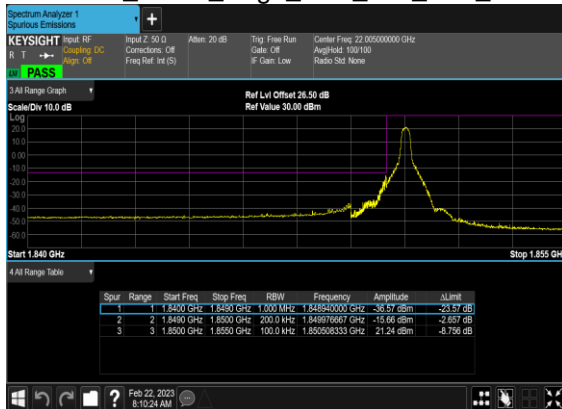 Spectrum Analyzer 1
Spurious Emissions
KEYSIGHT Input: RF Input Z: 50 Ω Atten: 20 dB Trig: Free Run Center Freq: 22.005000000 GHz
R T Coupling: DC Corrections: Off Gate: Off Avg|Hold: 100/100
Align: Off Freq Ref: Int (S) IF Gain: Low Radio Std: None
PASS
3 All Range Graph Ref Lvl Offset 26.50 dB
Scale/Div 10.0 dB Ref Value 30.00 dBm
Log
20.0
10.0
0.00
-10.0
-20.0
-30.0
-40.0
-50.0
-60.0
Start 1.840 GHz Stop 1.855 GH
4 All Range Table
Spur Range Start Freq Stop Freq RBW Frequency Amplitude ΔLimit
1 1 1.8400 GHz 1.8490 GHz 1.000 MHz 1.848940000 GHz -36.57 dBm -23.57 dB
2 2 1.8490 GHz 1.8500 GHz 200.0 kHz 1.849976667 GHz -15.66 dBm -2.657 dB
3 3 1.8500 GHz 1.8550 GHz 100.0 kHz 1.850508333 GHz 21.24 dBm -8.756 dB
Feb 22, 2023
8:10:24 AM